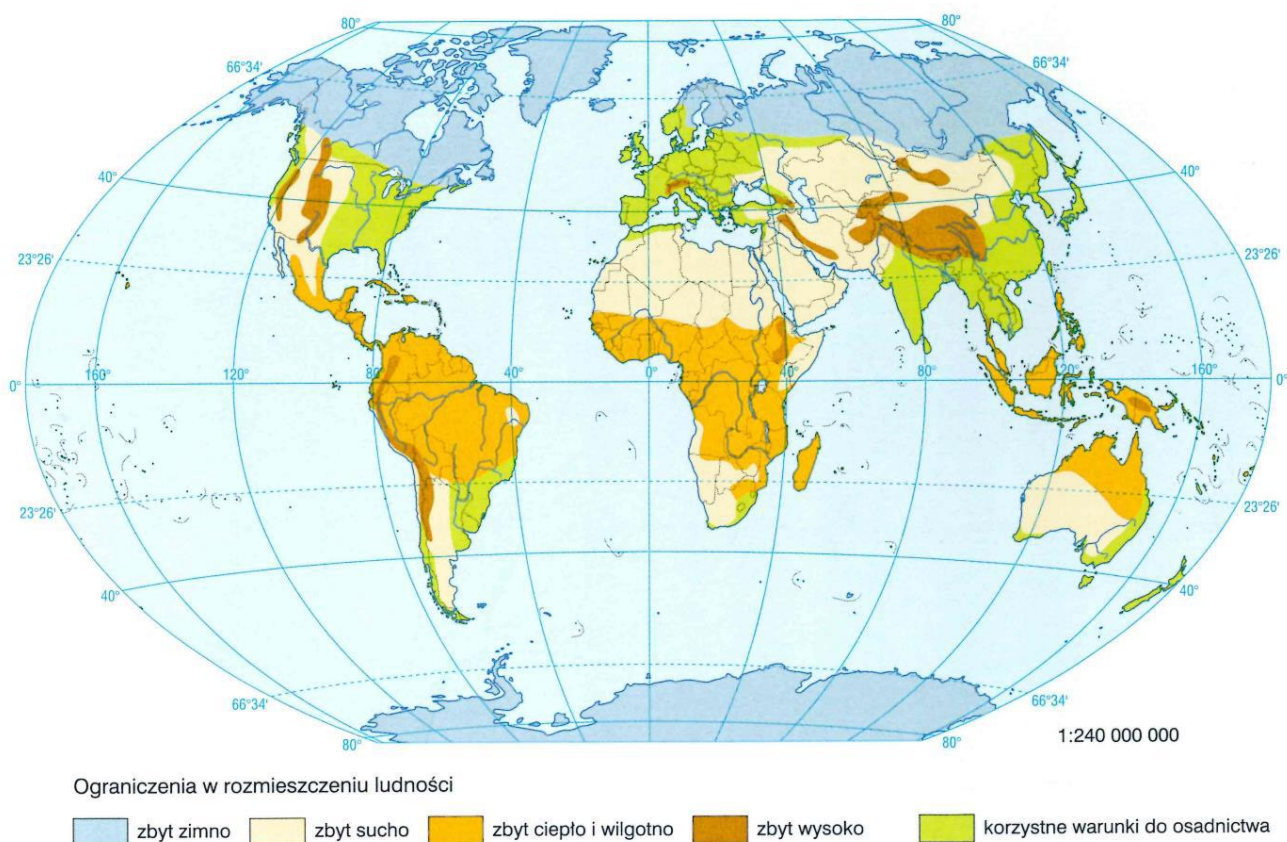 80° 80°
66°34' 66°34'
40° 40°
23°26' 23°26'
0° 160° 120° 80° 40° 0° 40° 80° 120° 160° 0°
23°26' 23°26'
40° 40°
66°34' 66°34'
80° 80°
1:240 000 000
Ograniczenia w rozmieszczeniu ludności
zbyt zimno zbyt sucho zbyt ciepło i wilgotno zbyt wysoko korzystne warunki do osadnictwa